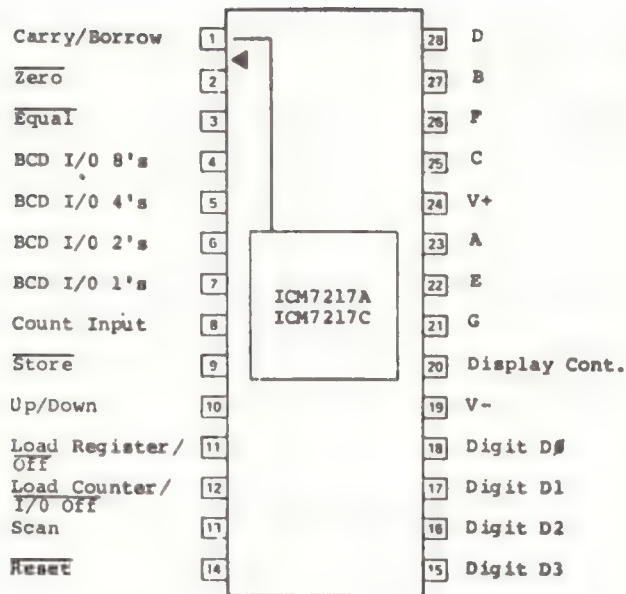 Carry/Borrow 1
Zero 2
Equal 3
BCD I/O 8's 4
BCD I/O 4's 5
BCD I/O 2's 6
BCD I/O 1's 7
Count Input 8
Store 9
Up/Down 10
Load Register/ 11
Off
Load Counter/ 12
I/O Off
Scan 13
Reset 14
ICM7217A
ICM7217C
28 D
27 B
26 F
25 C
24 V+
23 A
22 E
21 G
20 Display Cont.
19 V-
18 Digit DØ
17 Digit D1
16 Digit D2
15 Digit D3